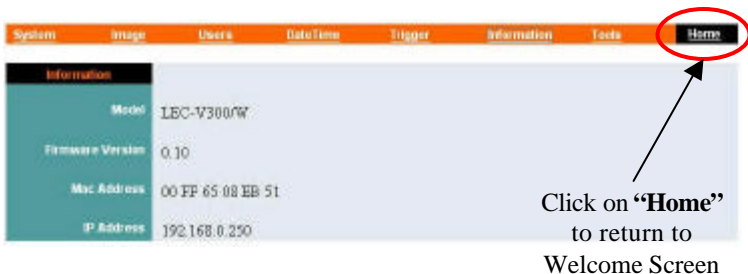 System Image Users DateTime Trigger Information Tools Home
Information
Model LEC-V300/W
Firmware Version 0.10
Mac Address 00 FF 65 08 EB 51
IP Address 192.168.0.250
Click on “Home”
to return to
Welcome Screen